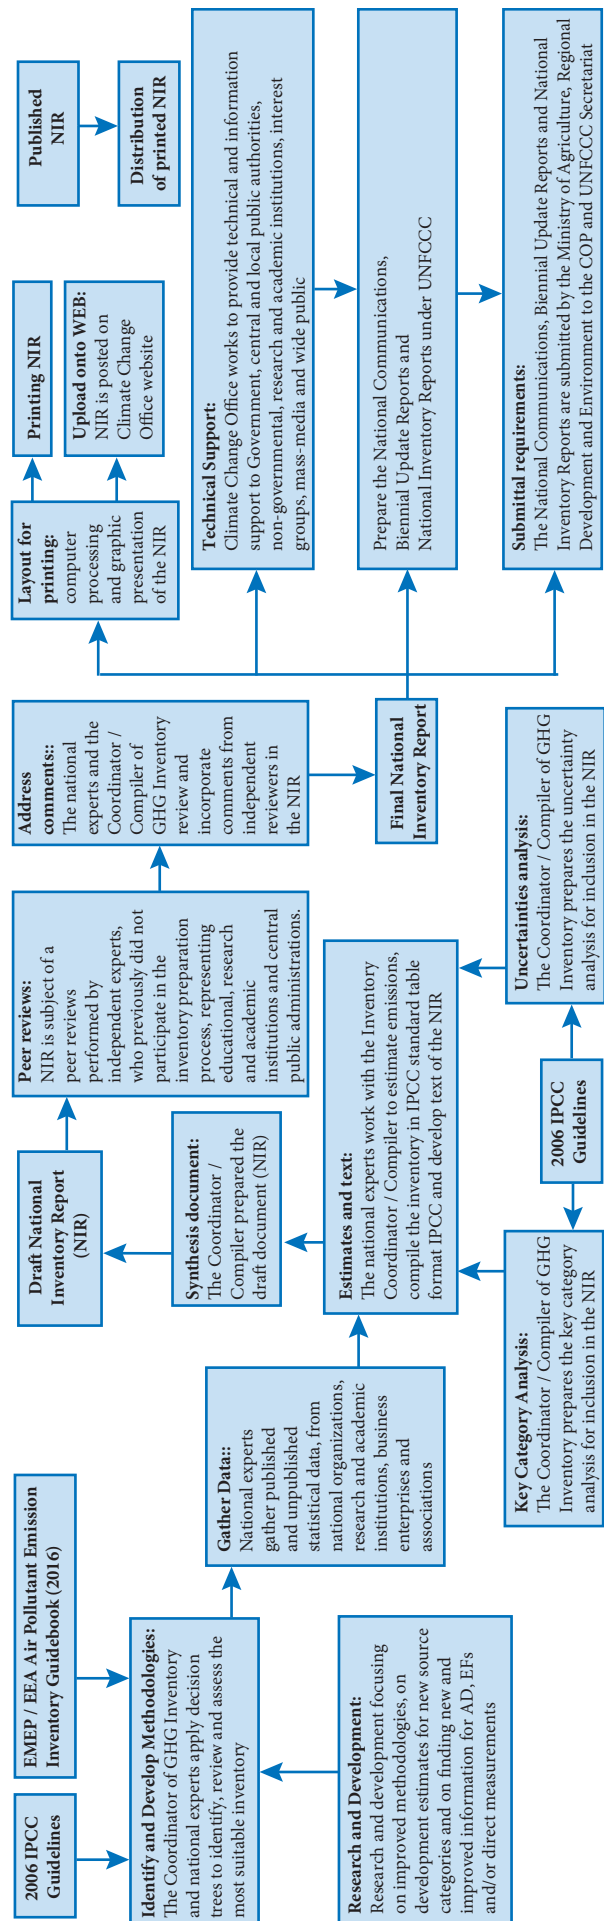 2006 IPCC
Guidelines
EMEP / EEA Air Pollutant Emission
Inventory Guidebook (2016)
Identify and Develop Methodologies:
The Coordinator of GHG Inventory
and national experts apply decision
trees to identify, review and assess the
most suitable inventory
Research and Development:
Research and development focusing
on improved methodologies, on
development estimates for new source
categories and on finding new and
improved information for AD, EFs
and/or direct measurements
Gather Data::
National experts
gather published
and unpublished
statistical data, from
national organizations,
research and academic
institutions, business
enterprises and
associations
Draft National
Inventory Report
(NIR)
Synthesis document:
The Coordinator /
Compiler prepared the
draft document (NIR)
Estimates and text:
The national experts work with the Inventory
Coordinator / Compiler to estimate emissions,
compile the inventory in IPCC standard table
format IPCC and develop text of the NIR
Key Category Analysis:
The Coordinator / Compiler of GHG
Inventory prepares the key category
analysis for inclusion in the NIR
2006 IPCC
Guidelines
Uncertainties analysis:
The Coordinator / Compiler of GHG
Inventory prepares the uncertainty
analysis for inclusion in the NIR
Peer reviews:
NIR is subject of a
peer reviews
performed by
independent experts,
who previously did not
participate in the
inventory preparation
process, representing
educational, research
and academic
institutions and central
public administrations.
Address
comments::
The national
experts and the
Coordinator /
Compiler of
GHG Inventory
review and
incorporate
comments from
independent
reviewers in
the NIR
Final National
Inventory Report
Layout for
printing:
computer
processing
and graphic
presentation
of the NIR
Printing NIR
Upload onto WEB:
NIR is posted on
Climate Change
Office website
Published
NIR
Distribution
of printed NIR
Technical Support:
Climate Change Office works to provide technical and information
support to Government, central and local public authorities,
non-governmental, research and academic institutions, interest
groups, mass-media and wide public
Prepare the National Communications,
Biennial Update Reports and
National Inventory Reports under UNFCCC
Submittal requirements:
The National Communications, Biennial Update Reports and National
Inventory Reports are submitted by the Ministry of Agriculture, Regional
Development and Environment to the COP and UNFCCC Secretariat